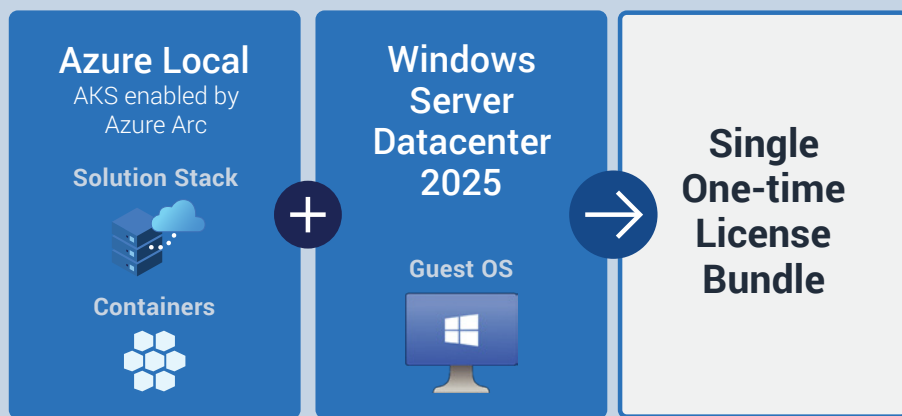 Azure Local
AKS enabled by
Azure Arc
Solution Stack
Containers
Windows
Server
Datacenter
2025
Guest OS
Single
One-time
License
Bundle